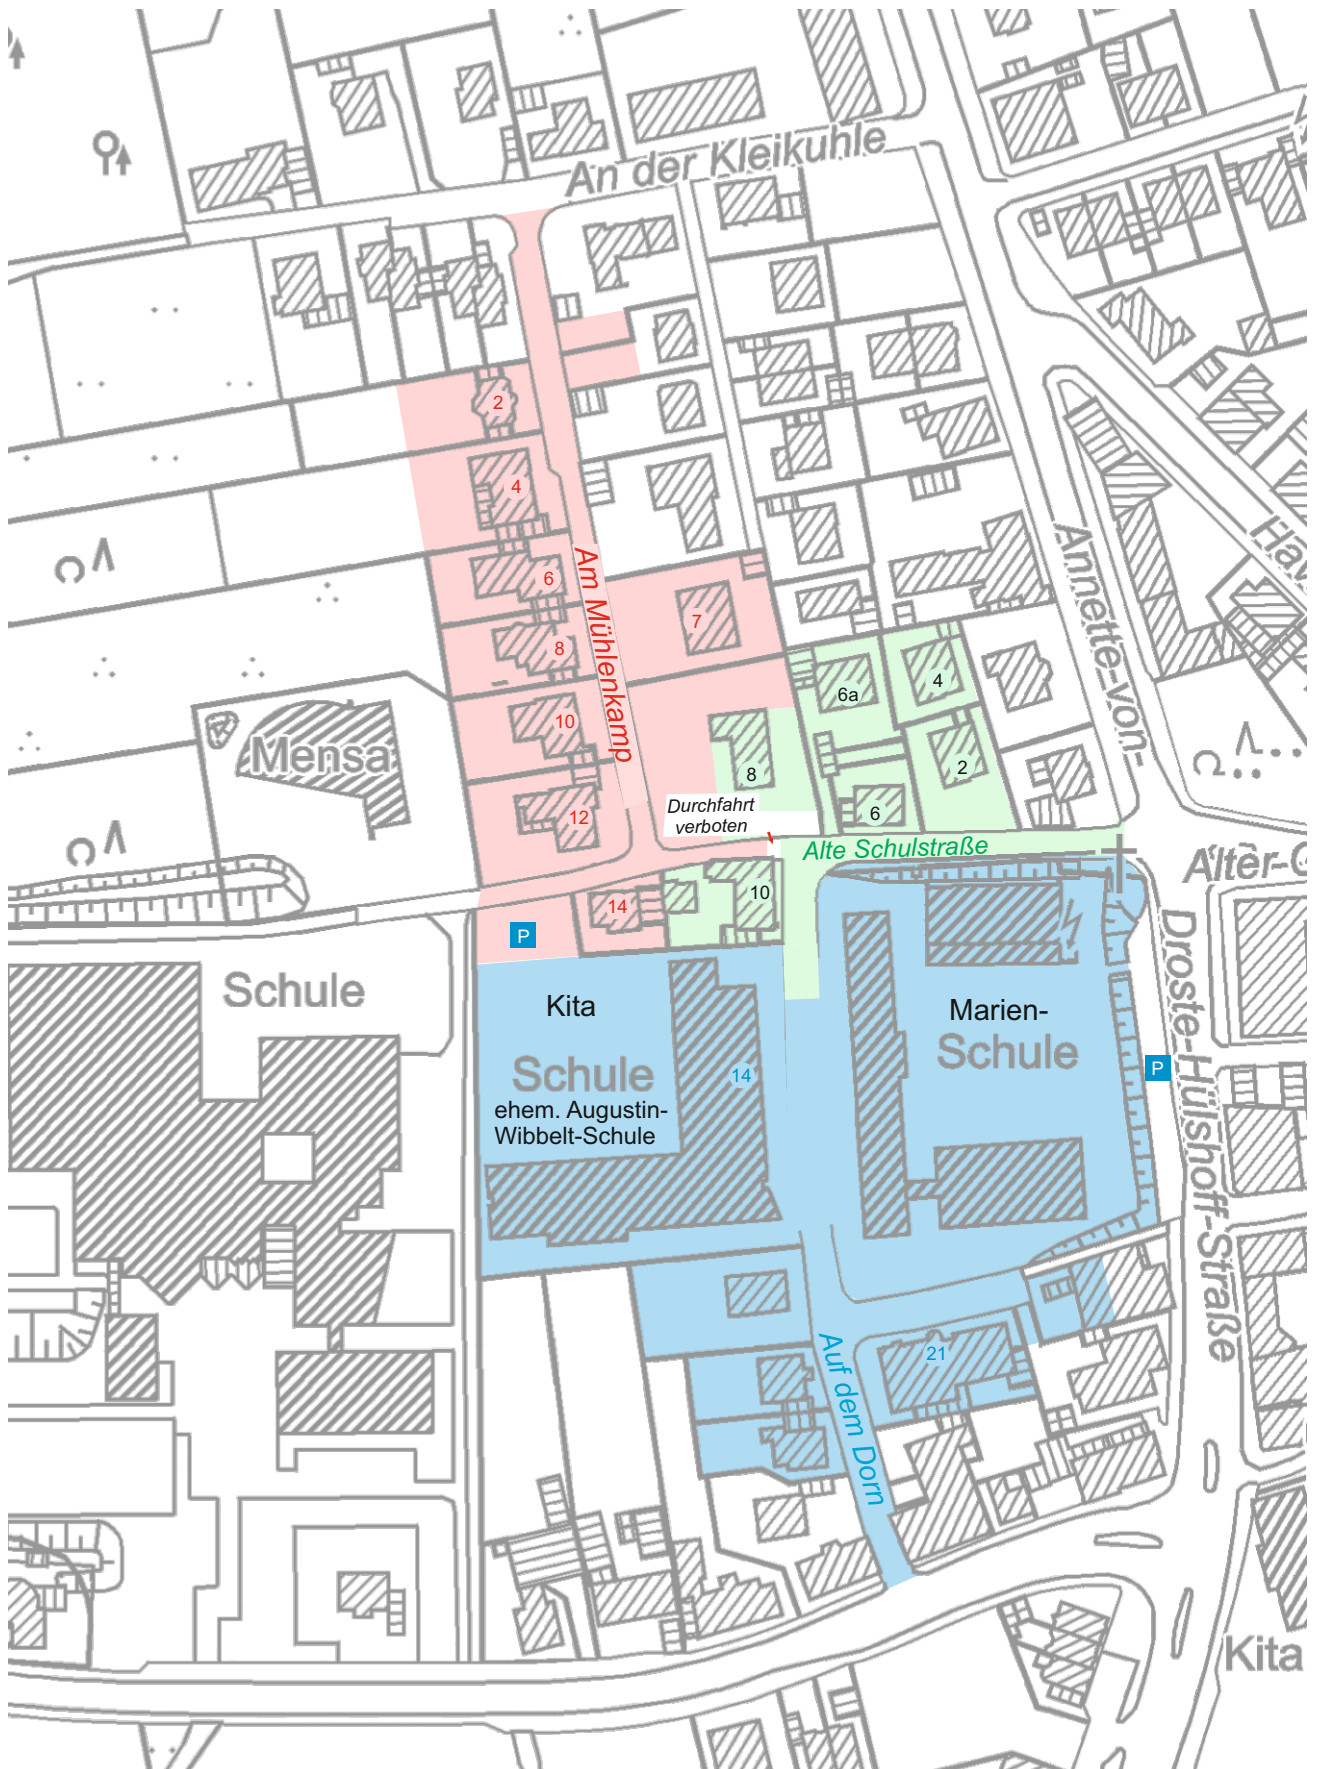 An der Kleikuhle
2
4
Am Mühlenkamp
6
7
8
6a
4
10
Mensa
8
2
12
Durchfahrt
verboten
6
Annette-von-
Alte Schulstraße
14
10
P
Schule
Kita
Schule
14
ehem. Augustin-
Wibbelt-Schule
Marien-
Schule
P
Droste-Hülshoff-Straße
Auf dem Dorn
21
Kita